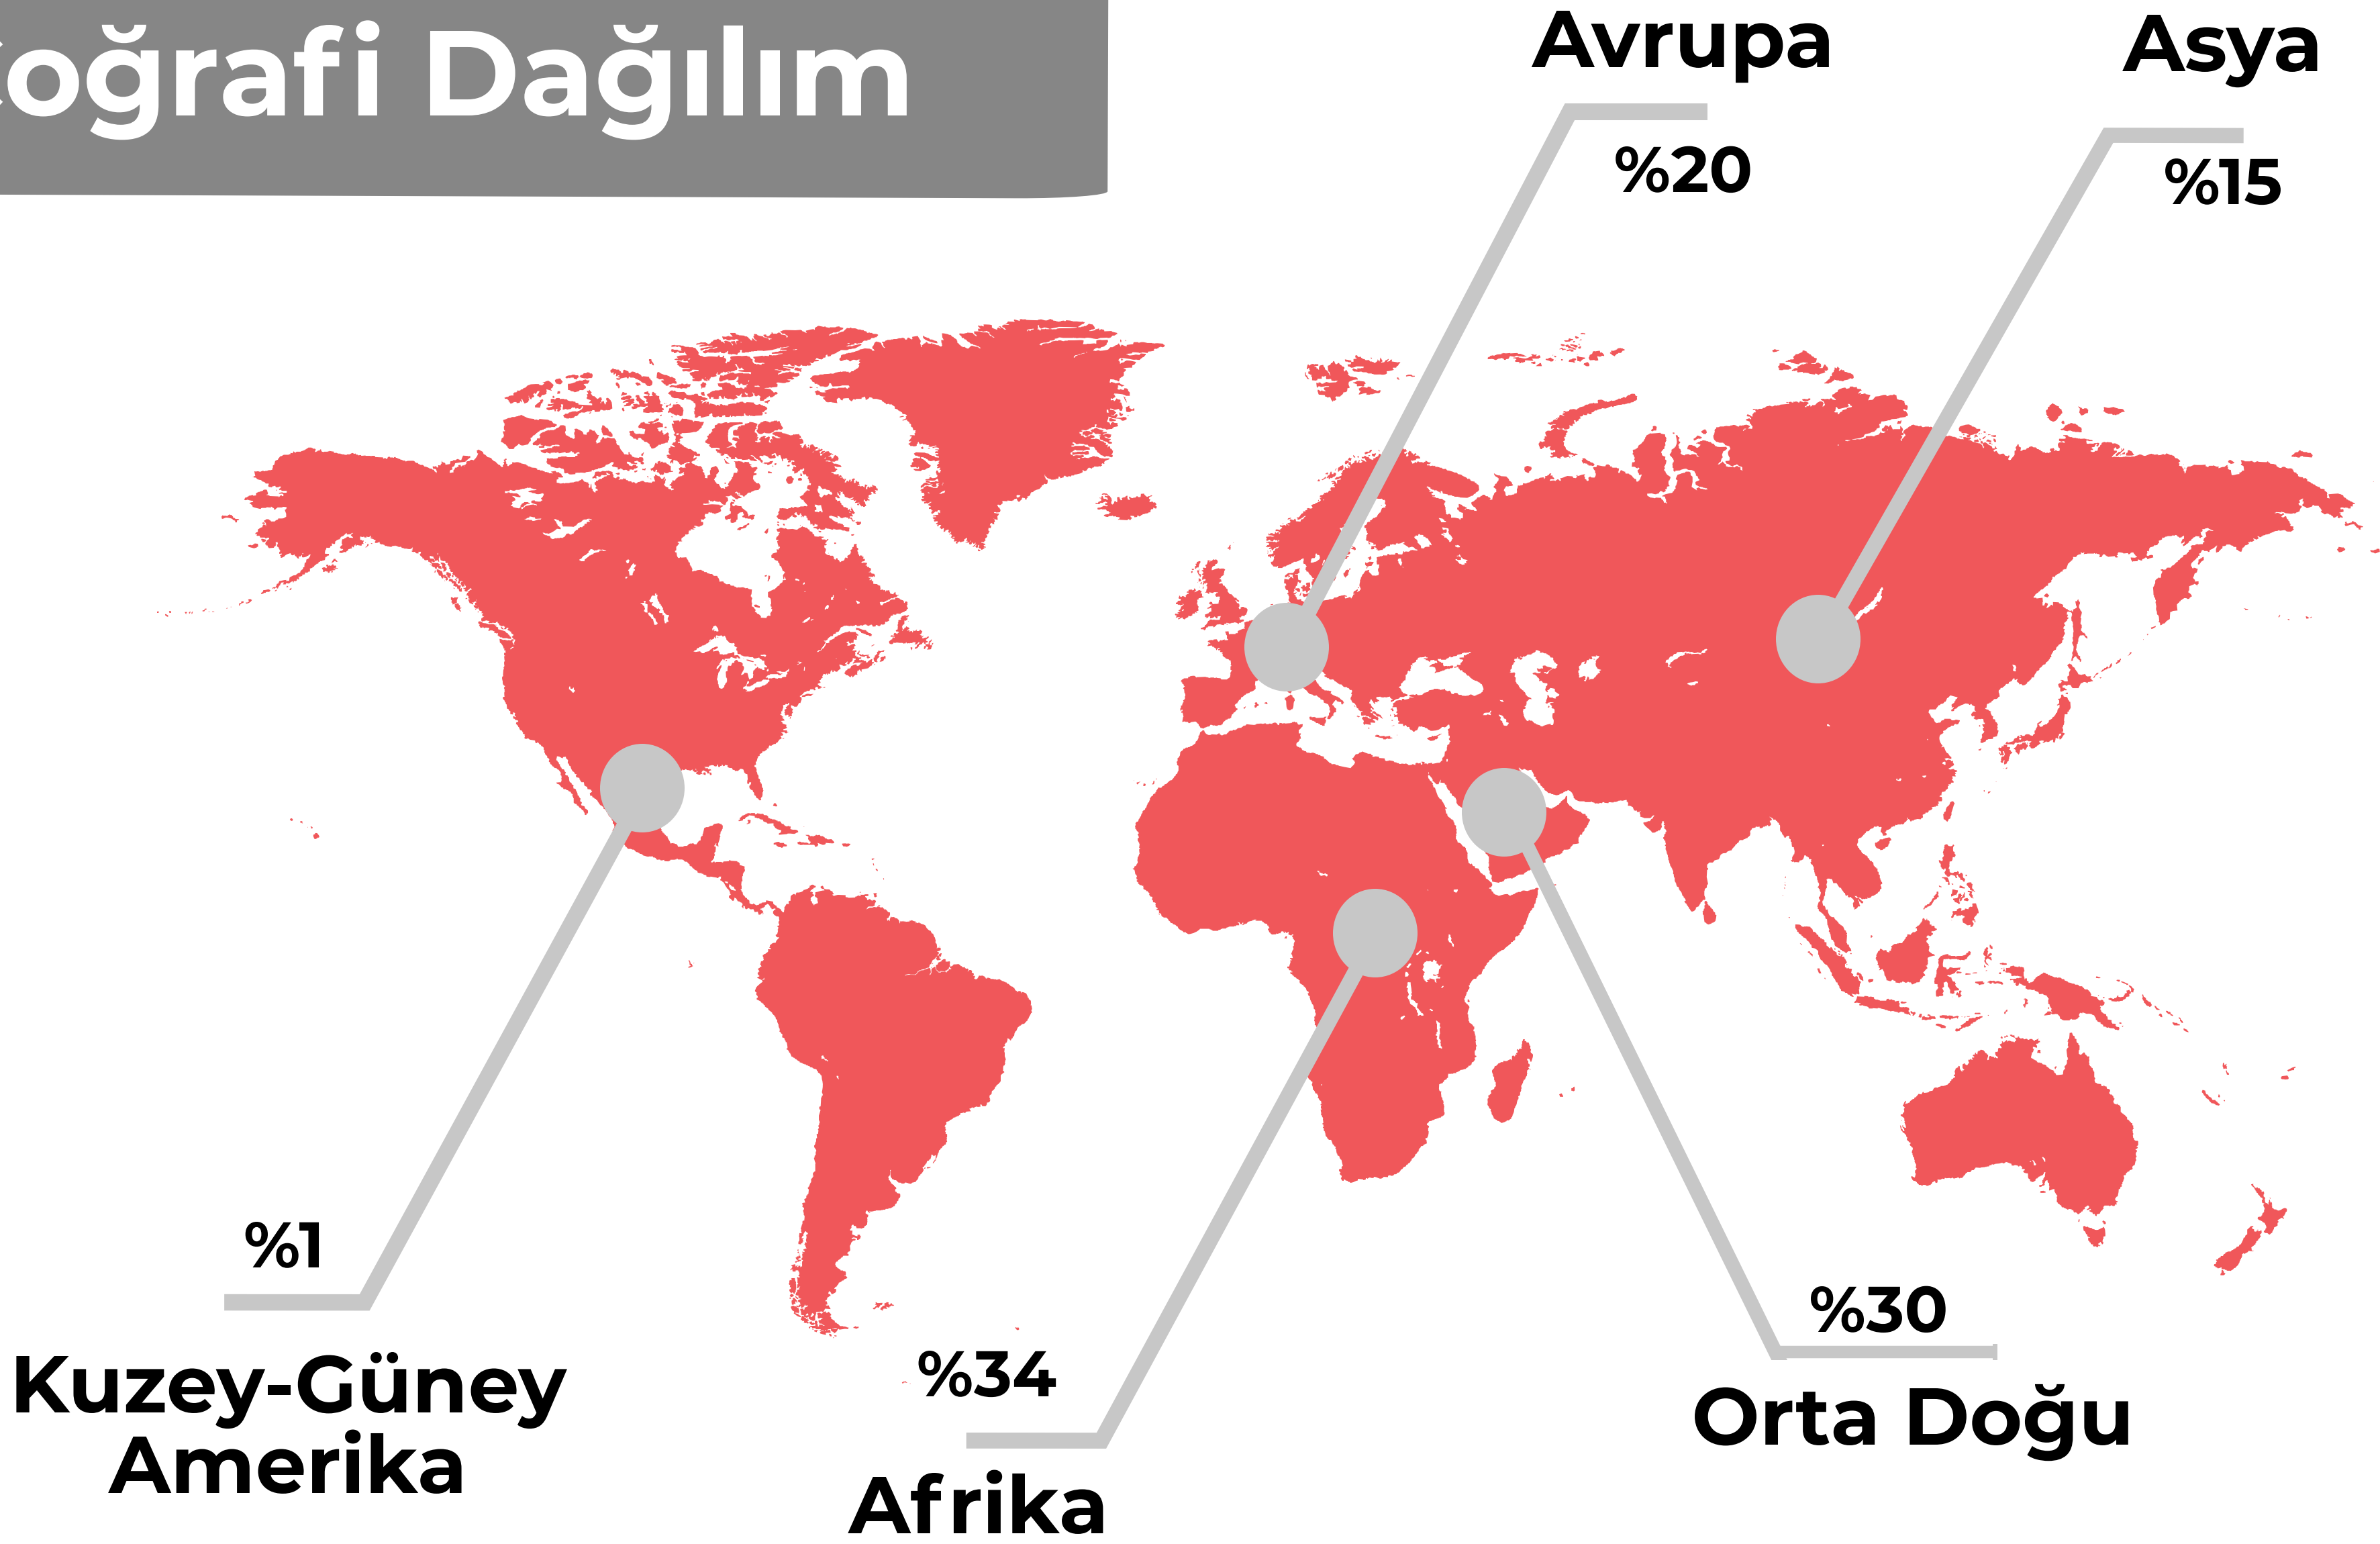 oğrafi Dağılım
Avrupa
%20
Asya
%15
%1
Kuzey-Güney
Amerika
%34
Afrika
%30
Orta Doğu